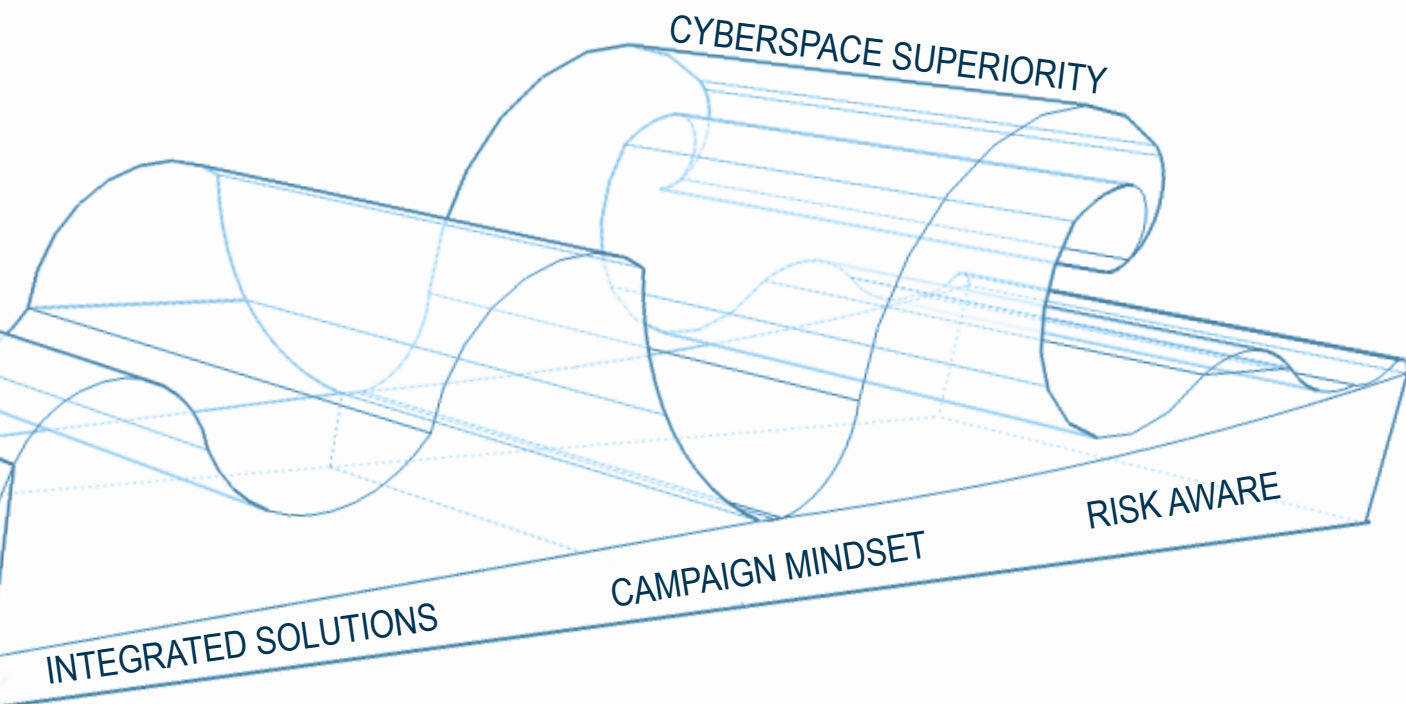 CYBERSPACE SUPERIORITY
INTEGRATED SOLUTIONS
CAMPAIGN MINDSET
RISK AWARE